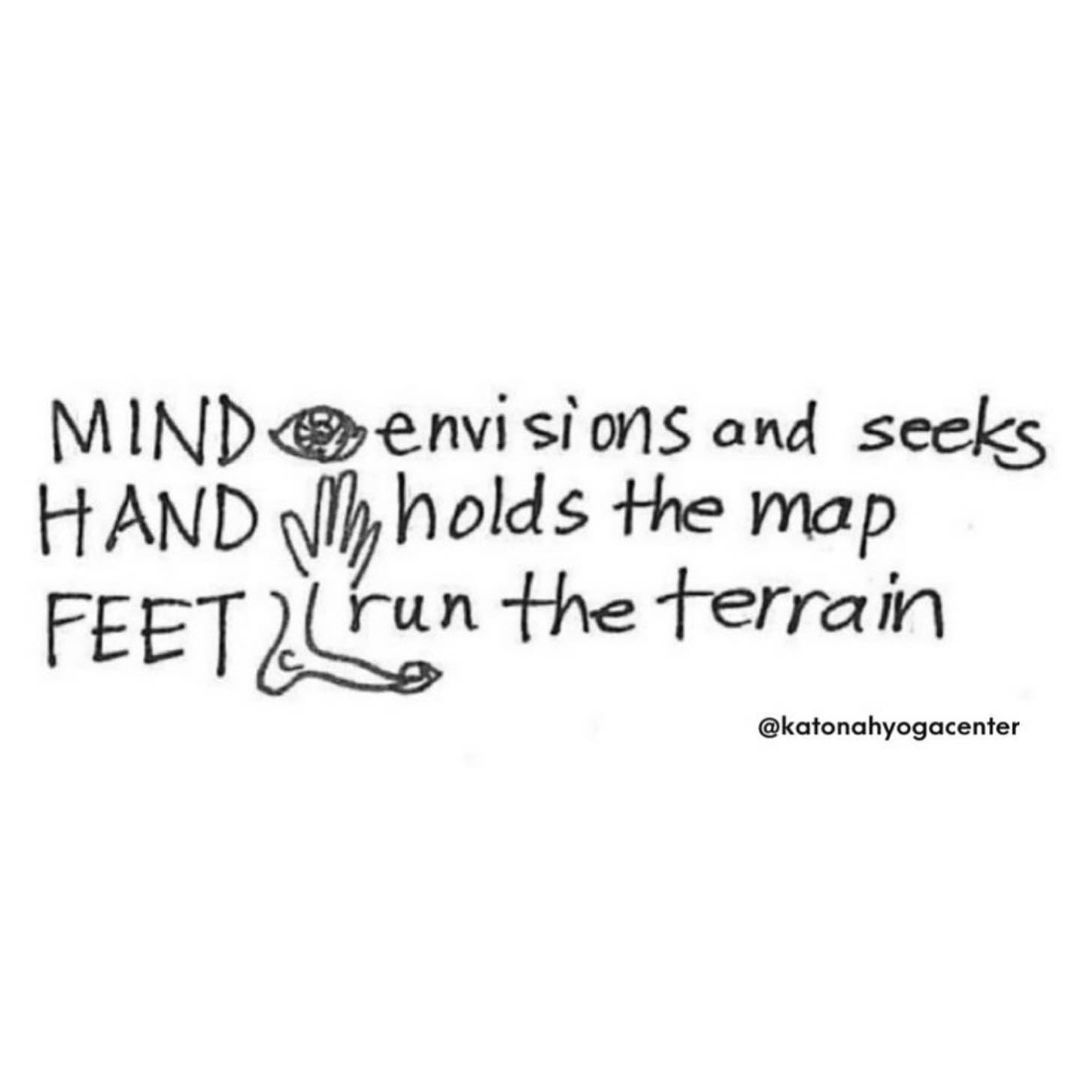 MIND envisions and seeks
HAND holds the map
FEET run the terrain
@katonahyogacenter